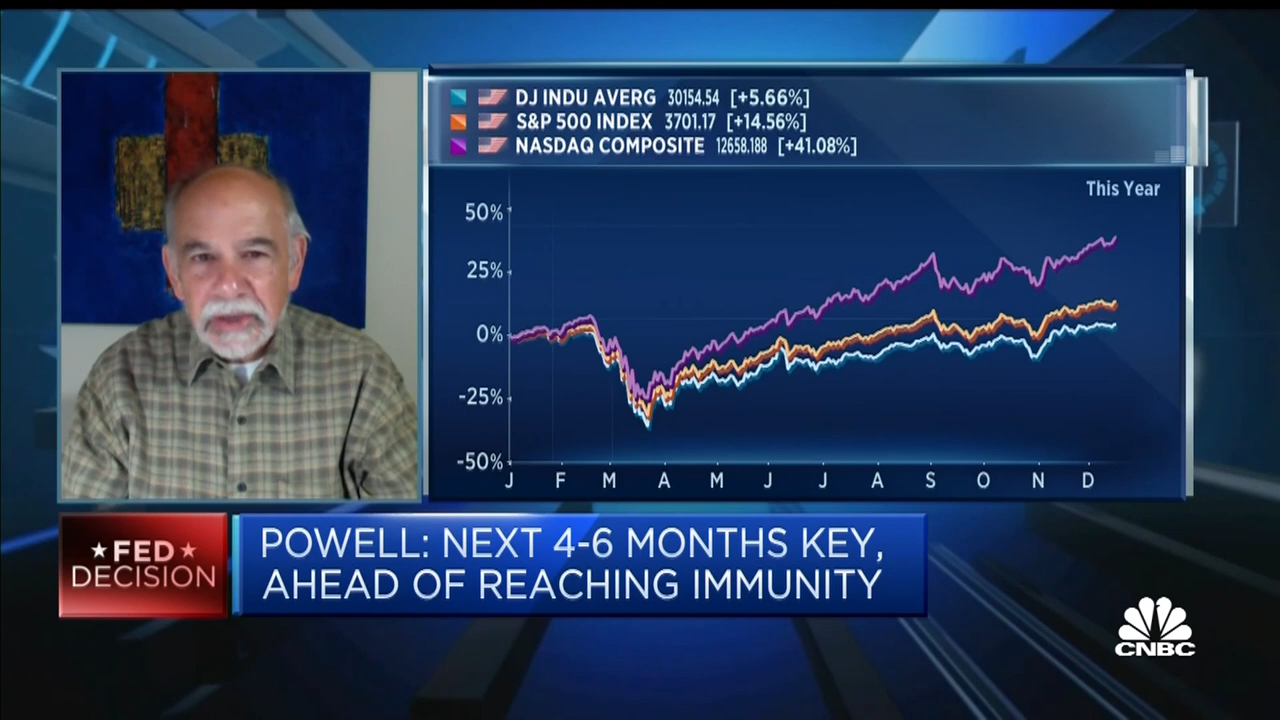 DJ INDU AVERG 30154.54 [+5.66%]
S&P 500 INDEX 3701.17 [+14.56%]
NASDAQ COMPOSITE 12658.188 [+41.08%]
This Year
50%
25%
0%
-25%
-50%
J F M A M J J A S O N D
FED
DECISION
POWELL: NEXT 4-6 MONTHS KEY,
AHEAD OF REACHING IMMUNITY
CNBC